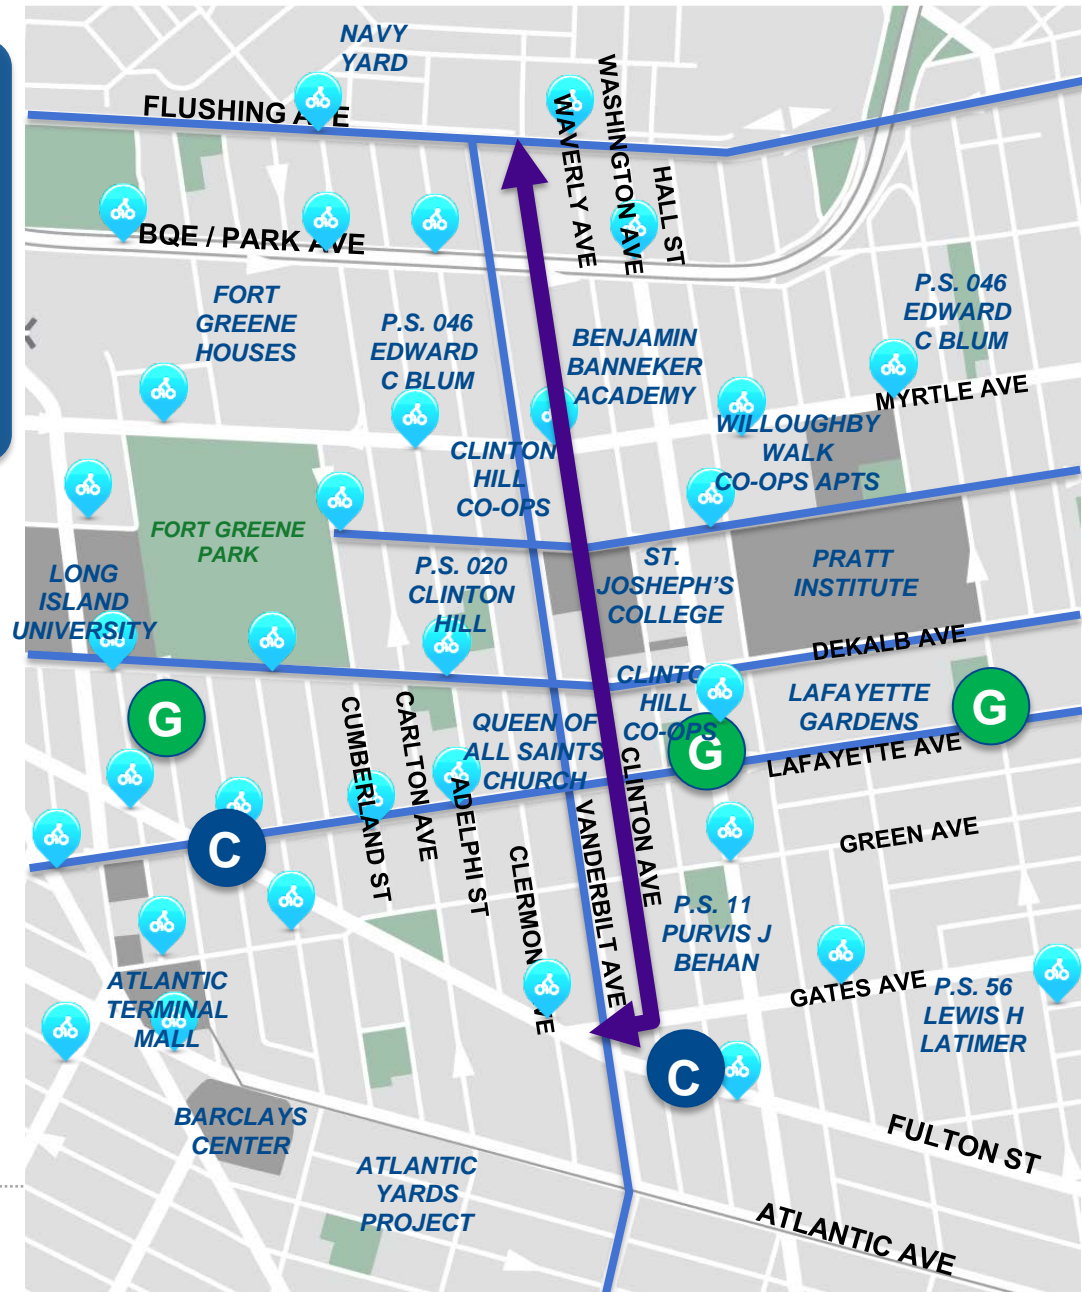 NAVY
YARD
FLUSHING AVE
WAVERLY AVE
WASHINGTON AVE
HALL ST
BQE / PARK AVE
FORT
GREENE
HOUSES
P.S. 046
EDWARD
C BLUM
BENJAMIN
BANNEKER
ACADEMY
P.S. 046
EDWARD
C BLUM
MYRTLE AVE
CLINTON
HILL
CO-OPS
WILLOUGHBY
WALK
CO-OPS APTS
FORT GREENE
PARK
LONG
ISLAND
UNIVERSITY
P.S. 020
CLINTON
HILL
ST.
JOSHEPH'S
COLLEGE
PRATT
INSTITUTE
DEKALB AVE
G
CUMBERLAND ST
CARLTON AVE
ADELPHI ST
QUEEN OF
ALL SAINTS
CHURCH
CLINTO
HILL
CO-OPS
G
LAFAYETTE
GARDENS
G
LAFAYETTE AVE
C
CLERMON VE
VANDERBILT AVE
CLINTON AVE
GREEN AVE
P.S. 11
PURVIS J
BEHAN
GATES AVE
P.S. 56
LEWIS H
LATIMER
ATLANTIC
TERMINAL
MALL
C
BARCLAYS
CENTER
ATLANTIC
YARDS
PROJECT
FULTON ST
ATLANTIC AVE